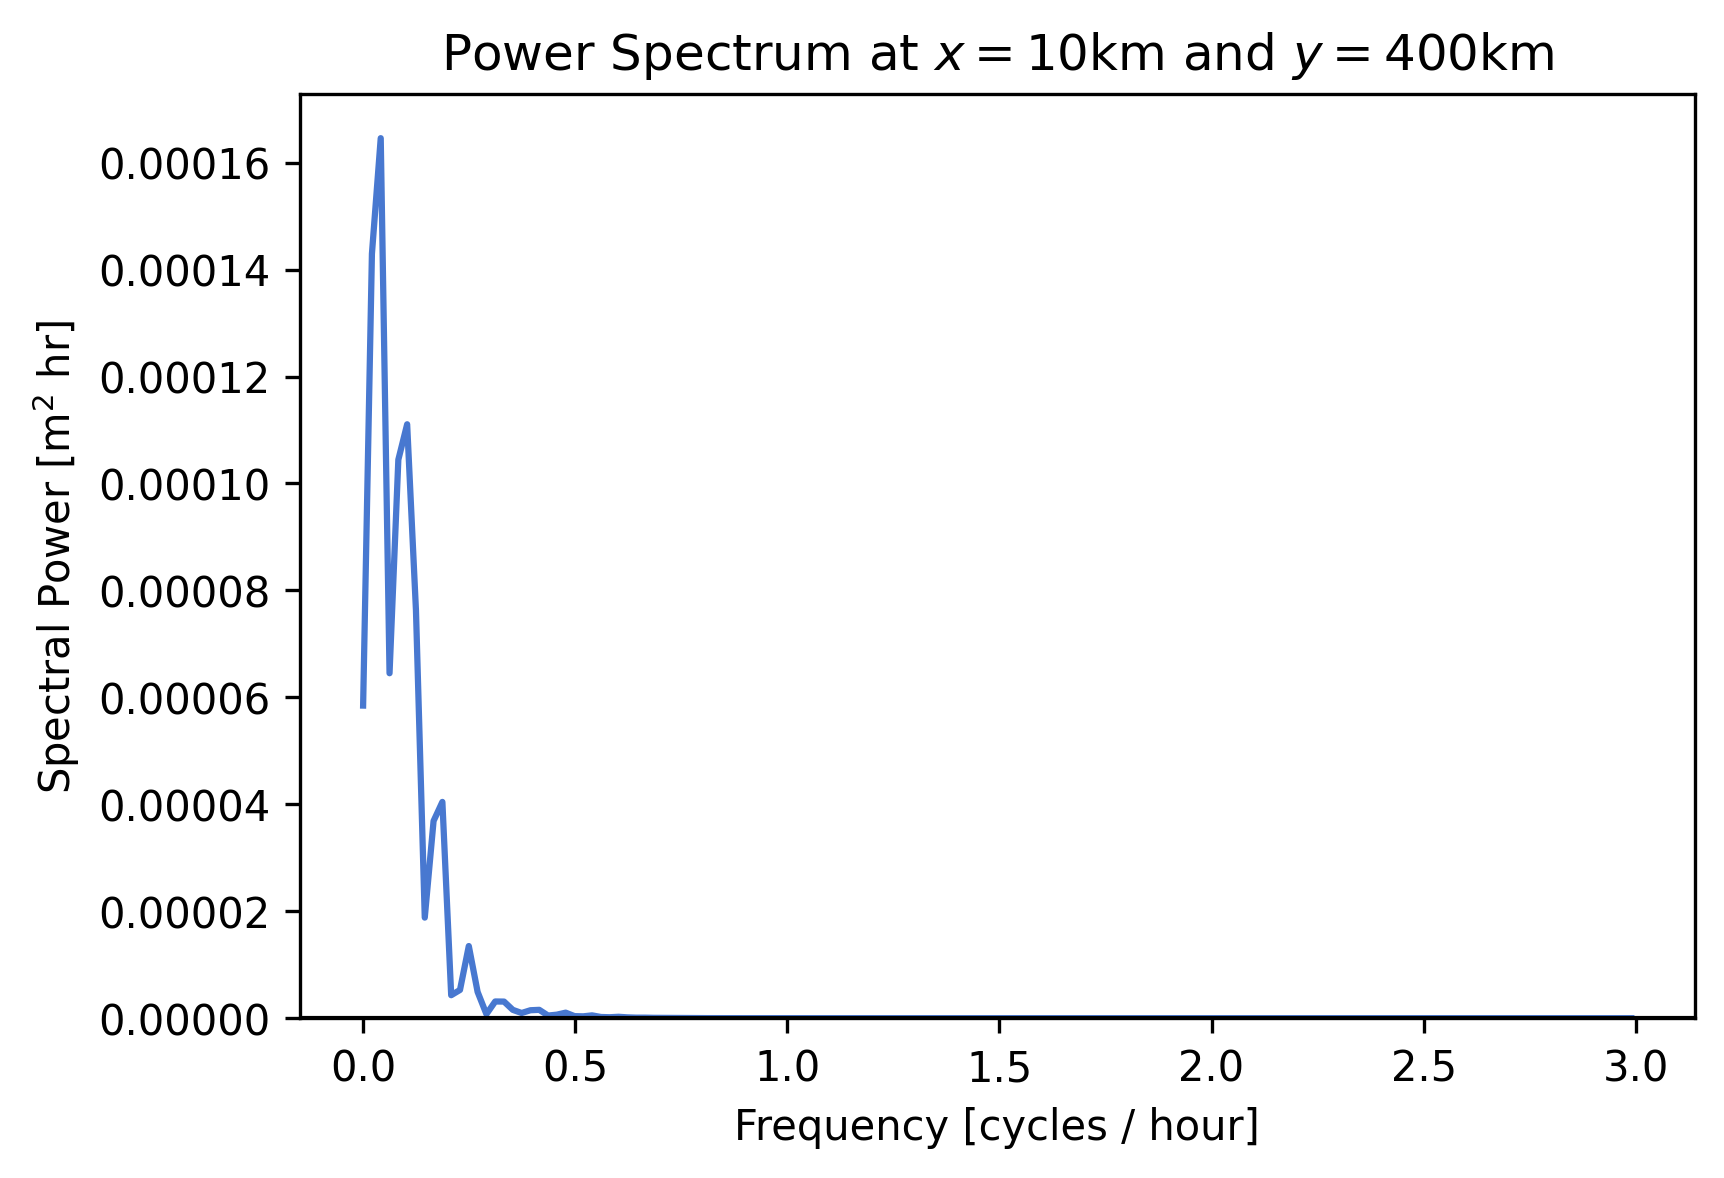 Power Spectrum at x = 10km and y = 400km
0.00016
0.00014
0.00012
0.00010
0.00008
0.00006
0.00004
0.00002
0.00000
Spectral Power [m² hr]
0.0 0.5 1.0 1.5 2.0 2.5 3.0
Frequency [cycles / hour]